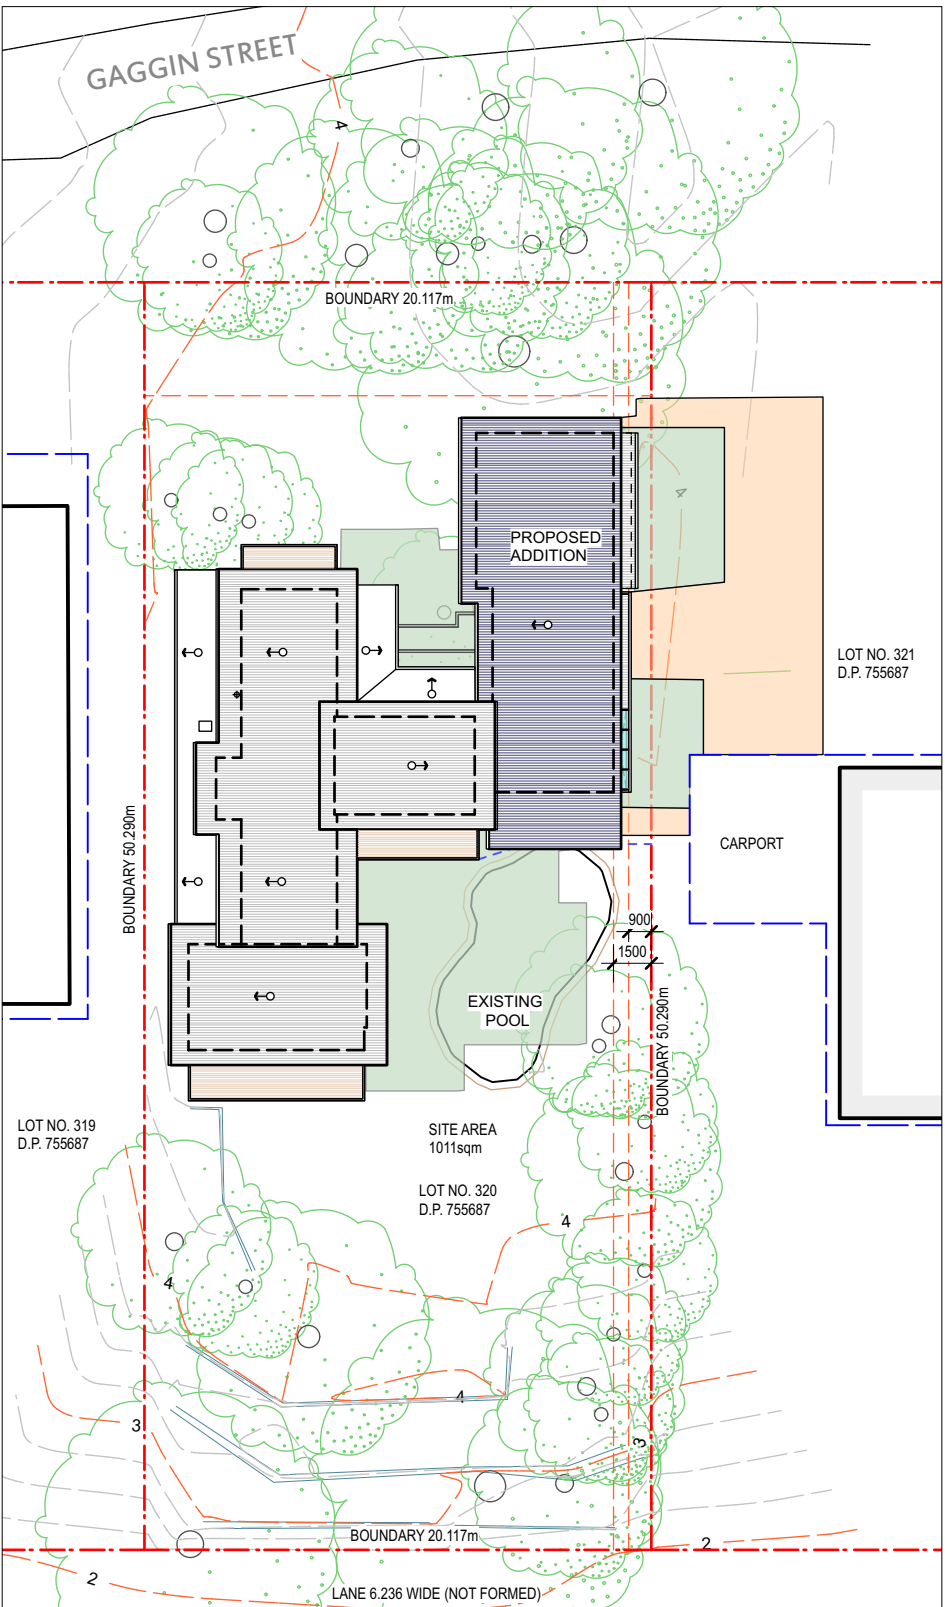 GAGGIN STREET
4
BOUNDARY 20.117m
4
PROPOSED
ADDITION
LOT NO. 321
D.P. 755687
BOUNDARY 50.290m
CARPORT
900
1500
EXISTING
POOL
BOUNDARY 50.290m
LOT NO. 319
D.P. 755687
SITE AREA
1011sqm
LOT NO. 320
D.P. 755687
4
4
4
3
3
BOUNDARY 20.117m
2
2
LANE 6.236 WIDE (NOT FORMED)